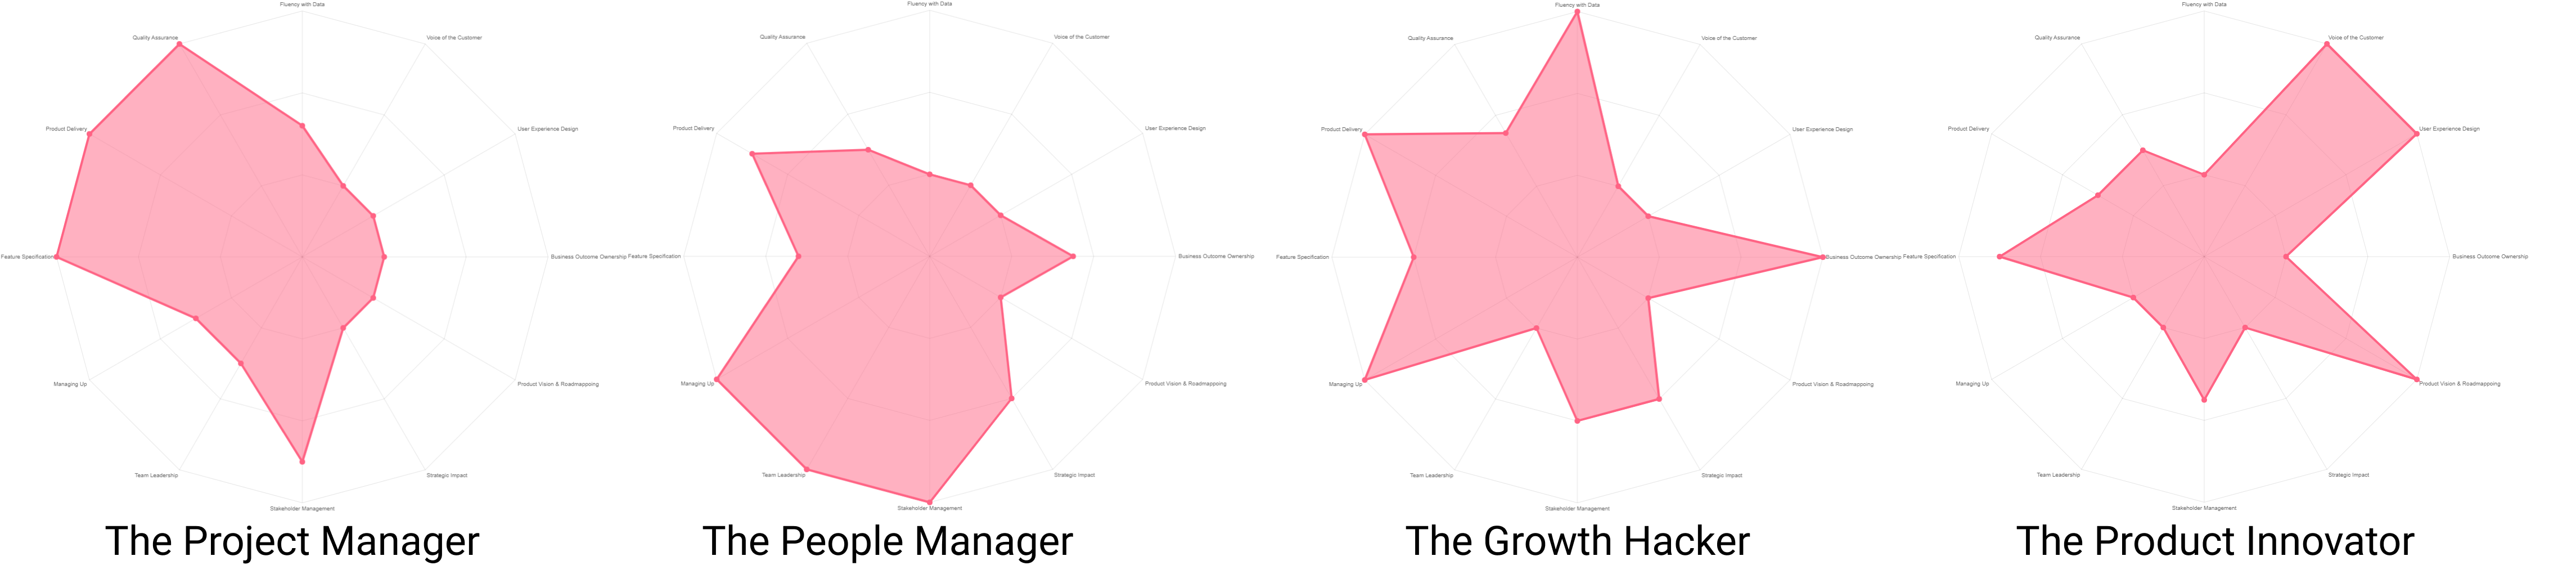 Fluency with Data
Voice of the Customer
User Experience Design
Business Outcome Ownership
Product Vision & Roadmappoing
Strategic Impact
Stakeholder Management
Team Leadership
Managing Up
Feature Specification
Product Delivery
Quality Assurance
The Project Manager
Fluency with Data
Voice of the Customer
User Experience Design
Business Outcome Ownership
Product Vision & Roadmappoing
Strategic Impact
Stakeholder Management
Team Leadership
Managing Up
Feature Specification
Product Delivery
Quality Assurance
The People Manager
Fluency with Data
Voice of the Customer
User Experience Design
Business Outcome Ownership
Product Vision & Roadmappoing
Strategic Impact
Stakeholder Management
Team Leadership
Managing Up
Feature Specification
Product Delivery
Quality Assurance
The Growth Hacker
Fluency with Data
Voice of the Customer
User Experience Design
Business Outcome Ownership
Product Vision & Roadmappoing
Strategic Impact
Stakeholder Management
Team Leadership
Managing Up
Feature Specification
Product Delivery
Quality Assurance
The Product Innovator